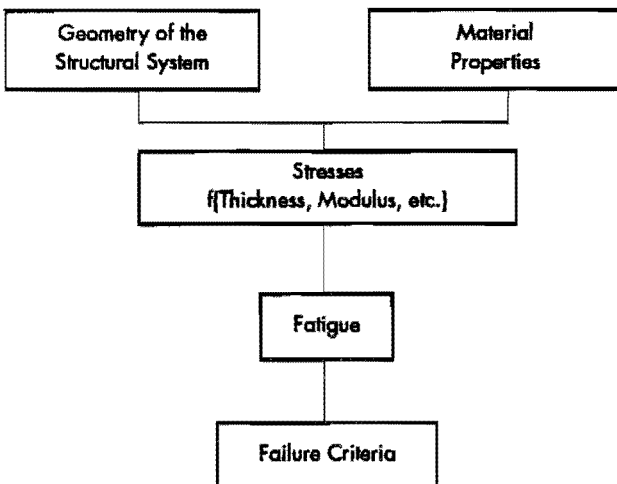 Geometry of the
Structural System
Material
Properties
Stresses
f(Thickness, Modulus, etc.)
Fatigue
Failure Criteria